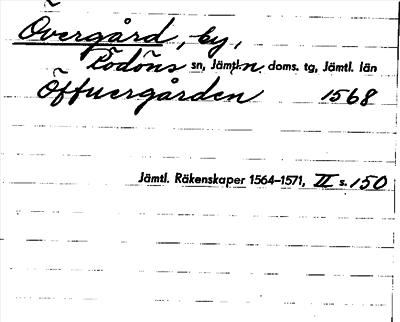 Övergård, by,
Rödöns sn, Jämtl. n. doms. tg, Jämtl. län
Öffuergården 1568
Jämtl. Räkenskaper 1564–1571, II s. 150